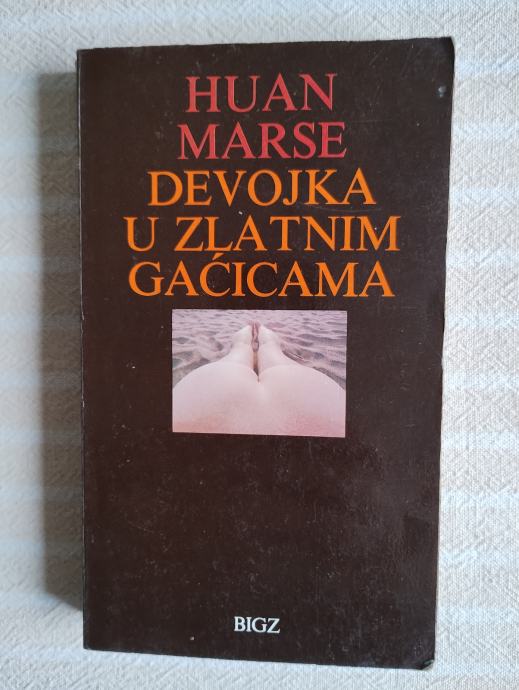 HUAN
MARSE
DEVOJKA
U ZLATNIM
GAĆICAMA
BIGZ